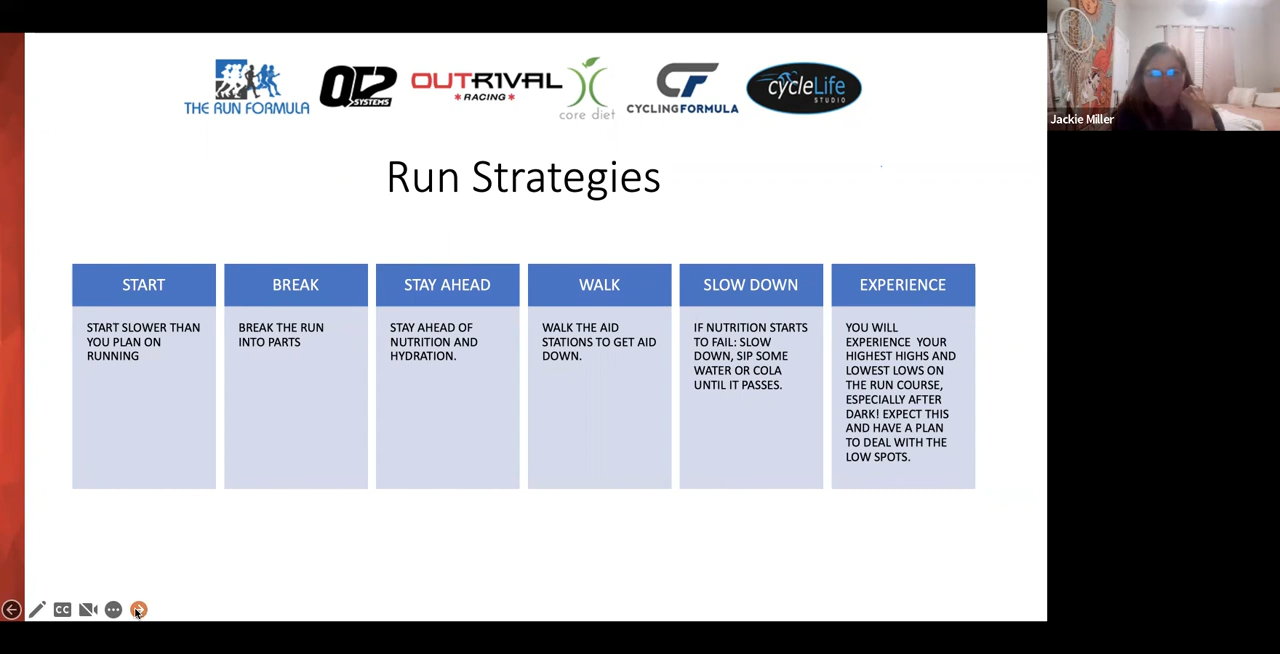 THE RUN FORMULA
QT2
SYSTEMS
OUTRIVAL
RACING
core diet
CF
CYCLINGFORMULA
cycleLife
STUDIO
Jackie Miller
Run Strategies
START
START SLOWER THAN
YOU PLAN ON
RUNNING
BREAK
BREAK THE RUN
INTO PARTS
STAY AHEAD
STAY AHEAD OF
NUTRITION AND
HYDRATION.
WALK
WALK THE AID
STATIONS TO GET AID
DOWN.
SLOW DOWN
IF NUTRITION STARTS
TO FAIL: SLOW
DOWN, SIP SOME
WATER OR COLA
UNTIL IT PASSES.
EXPERIENCE
YOU WILL
EXPERIENCE YOUR
HIGHEST HIGHS AND
LOWEST LOWS ON
THE RUN COURSE,
ESPECIALLY AFTER
DARK! EXPECT THIS
AND HAVE A PLAN
TO DEAL WITH THE
LOW SPOTS.
CC